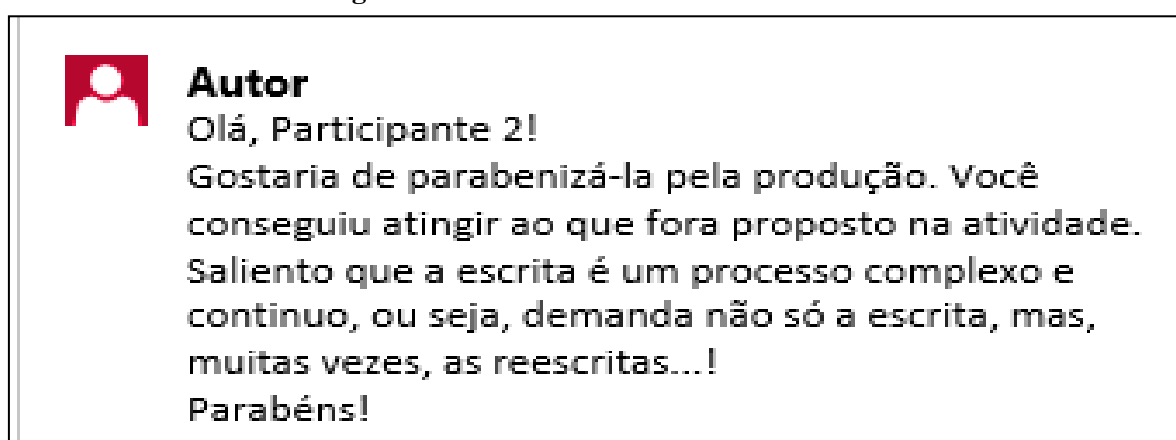 Autor
Olá, Participante 2!
Gostaria de parabenizá-la pela produção. Você
conseguiu atingir ao que fora proposto na atividade.
Saliento que a escrita é um processo complexo e
continuo, ou seja, demanda não só a escrita, mas,
muitas vezes, as reescritas...!
Parabéns!